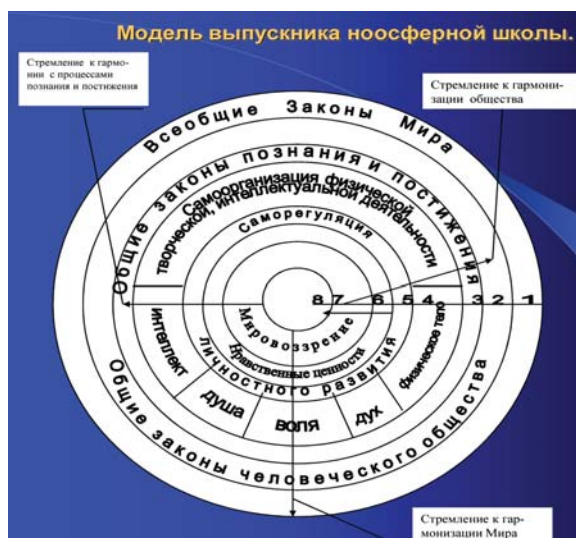 Модель выпускника ноосферной школы.
Стремление к гармо-
нии с процессами
познания и постижения
Стремление к гармони-
зации общества
Всеобщие Законы Мира
Общие законы познания и постижения
Самоорганизация физической
творческой, интеллектуальной деятельности
Саморегуляция
8 7 6 5 4 3 2 1
Мировоззрение
Нравственные ценности
личностного развития
интеллект
душа
воля
дух
физическое тело
Общие законы человеческого общества
Стремление к гар-
монизации Мира